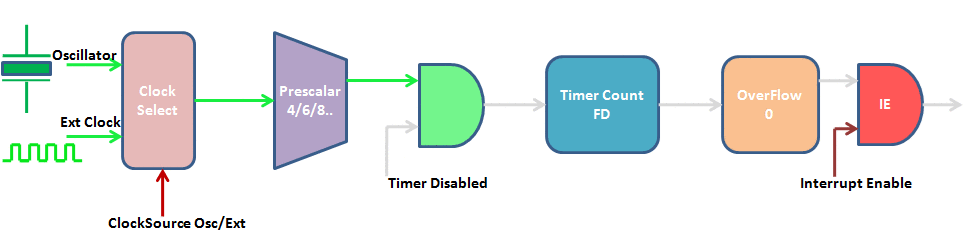 Oscillator
Ext Clock
Clock
Select
ClockSource Osc/Ext
Prescalar
4/6/8..
Timer Disabled
Timer Count
FD
OverFlow
0
IE
Interrupt Enable